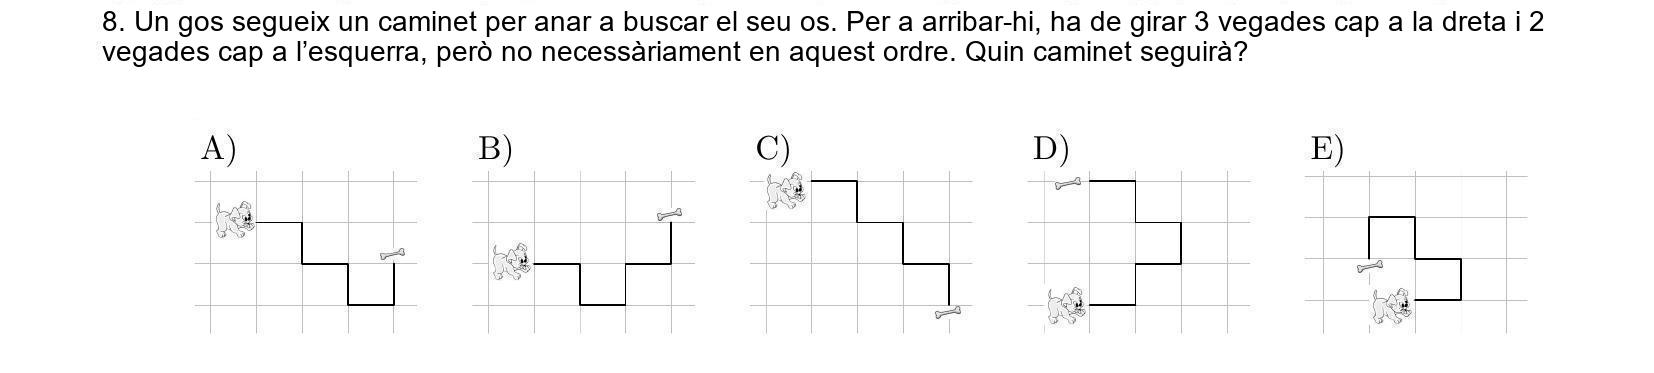 8. Un gos segueix un caminet per anar a buscar el seu os. Per a arribar-hi, ha de girar 3 vegades cap a la dreta i 2
vegades cap a l’esquerra, però no necessàriament en aquest ordre. Quin caminet seguirà?
A) B) C) D) E)